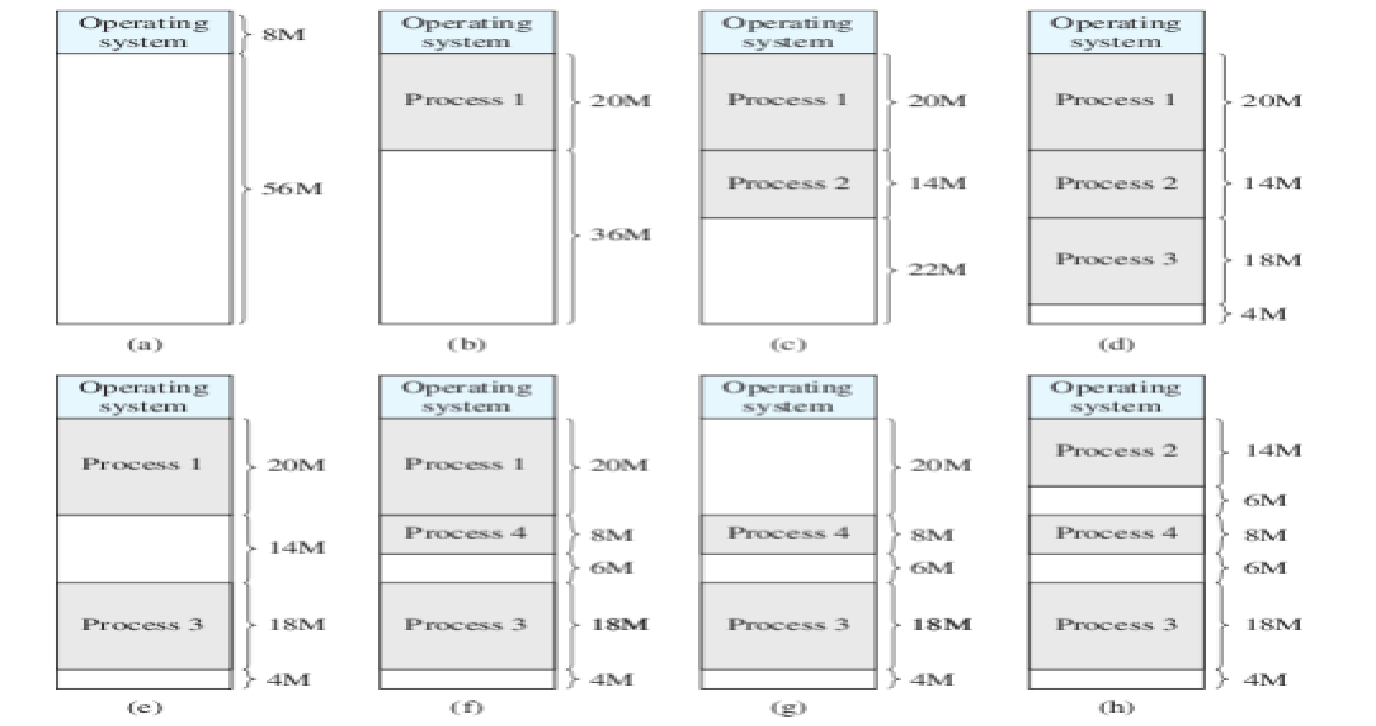 Operating
system
8M
56M
(a)
Operating
system
Process 1
20M
36M
(b)
Operating
system
Process 1
20M
Process 2
14M
22M
(c)
Operating
system
Process 1
20M
Process 2
14M
Process 3
18M
4M
(d)
Operating
system
Process 1
20M
14M
Process 3
18M
4M
(e)
Operating
system
Process 1
20M
Process 4
8M
6M
Process 3
18M
4M
(f)
Operating
system
20M
Process 4
8M
6M
Process 3
18M
4M
(g)
Operating
system
Process 2
14M
6M
Process 4
8M
6M
Process 3
18M
4M
(h)